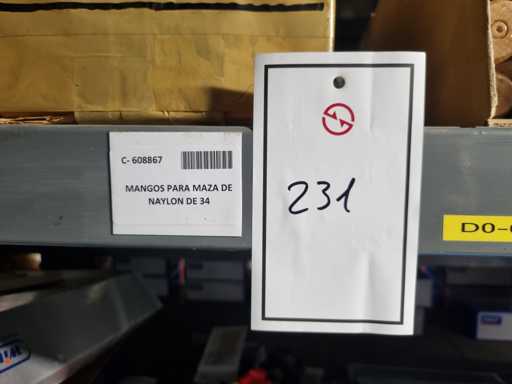 C- 608867
MANGOS PARA MAZA DE
NAYLON DE 34
231